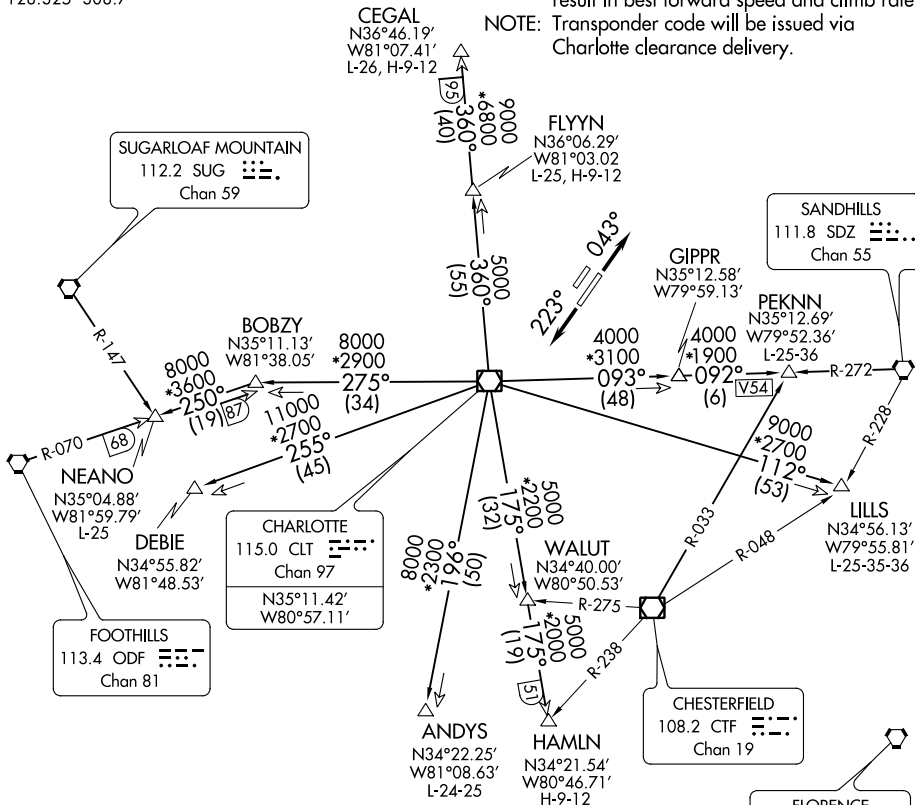 result in best forward speed and climb rate
NOTE: Transponder code will be issued via
Charlotte clearance delivery.
CEGAL
N36°46.19′
W81°07.41′
L-26, H-9-12
95
360°
(40)
*6800
9000
FLYYN
N36°06.29′
W81°03.02
L-25, H-9-12
5000
360°
(55)
SUGARLOAF MOUNTAIN
112.2 SUG
Chan 59
SANDHILLS
111.8 SDZ
Chan 55
043°
223°
GIPPR
N35°12.58′
W79°59.13′
PEKNN
N35°12.69′
W79°52.36′
L-25-36
R-147
BOBZY
N35°11.13′
W81°38.05′
8000
*2900
275°
(34)
4000
*3100
093°
(48)
4000
*1900
092°
(6)
V54
R-272
R-228
8000
*3600
250°
(19)
87
R-070
68
11000
*2700
255°
(45)
NEANO
N35°04.88′
W81°59.79′
L-25
DEBIE
N34°55.82′
W81°48.53′
9000
*2700
112°
(53)
LILLS
N34°56.13′
W79°55.81′
L-25-35-36
R-033
R-048
CHARLOTTE
115.0 CLT
Chan 97
N35°11.42′
W80°57.11′
5000
*2200
175°
(32)
8000
*2300
196°
(50)
WALUT
N34°40.00′
W80°50.53′
R-275
R-238
5000
*2000
175°
(19)
51
FOOTHILLS
113.4 ODF
Chan 81
CHESTERFIELD
108.2 CTF
Chan 19
ANDYS
N34°22.25′
W81°08.63′
L-24-25
HAMLN
N34°21.54′
W80°46.71′
H-9-12